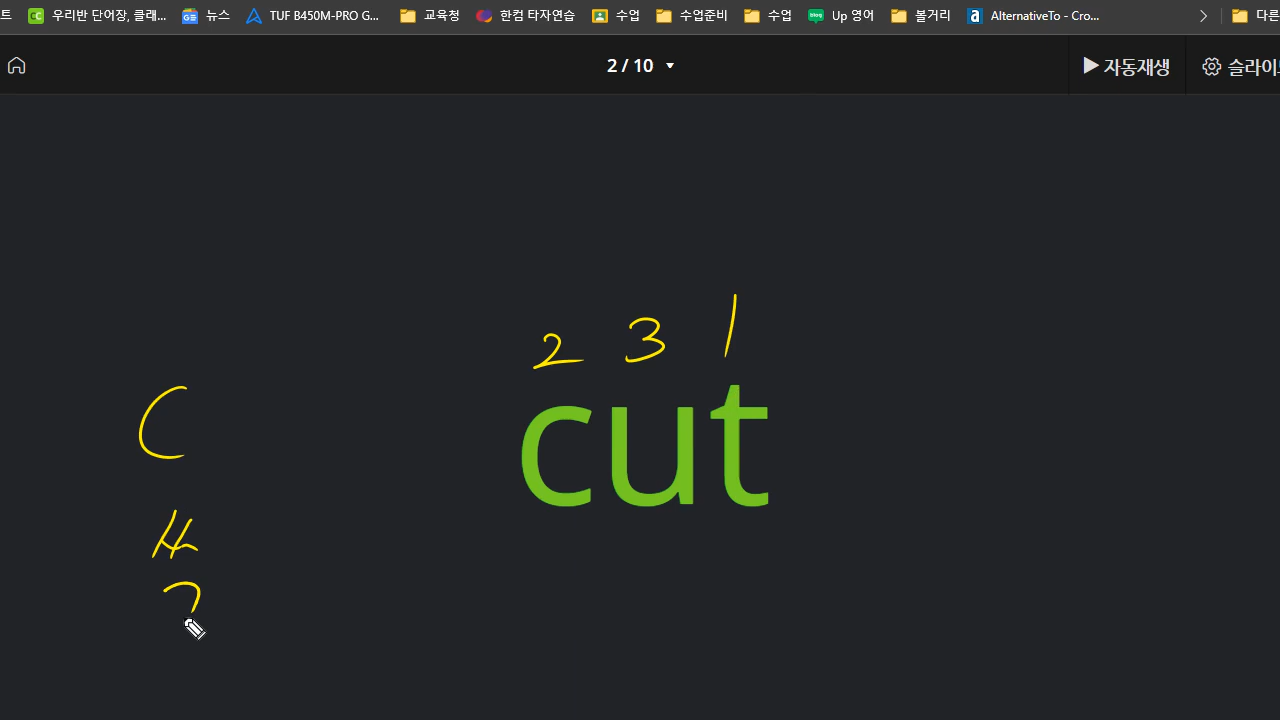 트 우리반 단어장, 클래... 뉴스 TUF B450M-PRO G... 교육청 한컴 타자연습 수업 수업준비 수업 Up 영어 볼거리 AlternativeTo - Cro... 다른
2 / 10 자동재생 슬라이드
2 3 1
cut
C